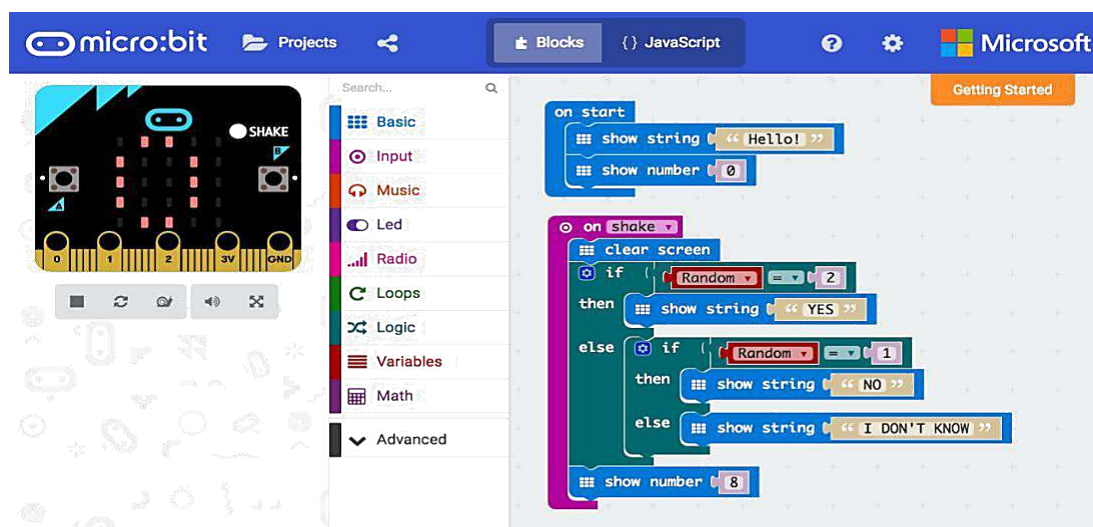 micro:bit Projects Blocks {} JavaScript ? Microsoft
Search... Getting Started
SHAKE
B
A
0 1 2 3V GND
Basic
Input
Music
Led
Radio
Loops
Logic
Variables
Math
Advanced
on start
show string “ Hello! ”
show number 0
on shake
clear screen
if Random = 2
then show string “ YES ”
else if Random = 1
then show string “ NO ”
else show string “ I DON'T KNOW ”
show number 8